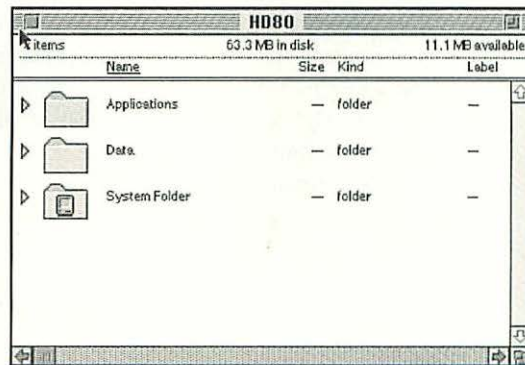 HD80
items 63.3 MB in disk 11.1 MB available
Name Size Kind Label
Applications — folder —
Data — folder —
System Folder — folder —